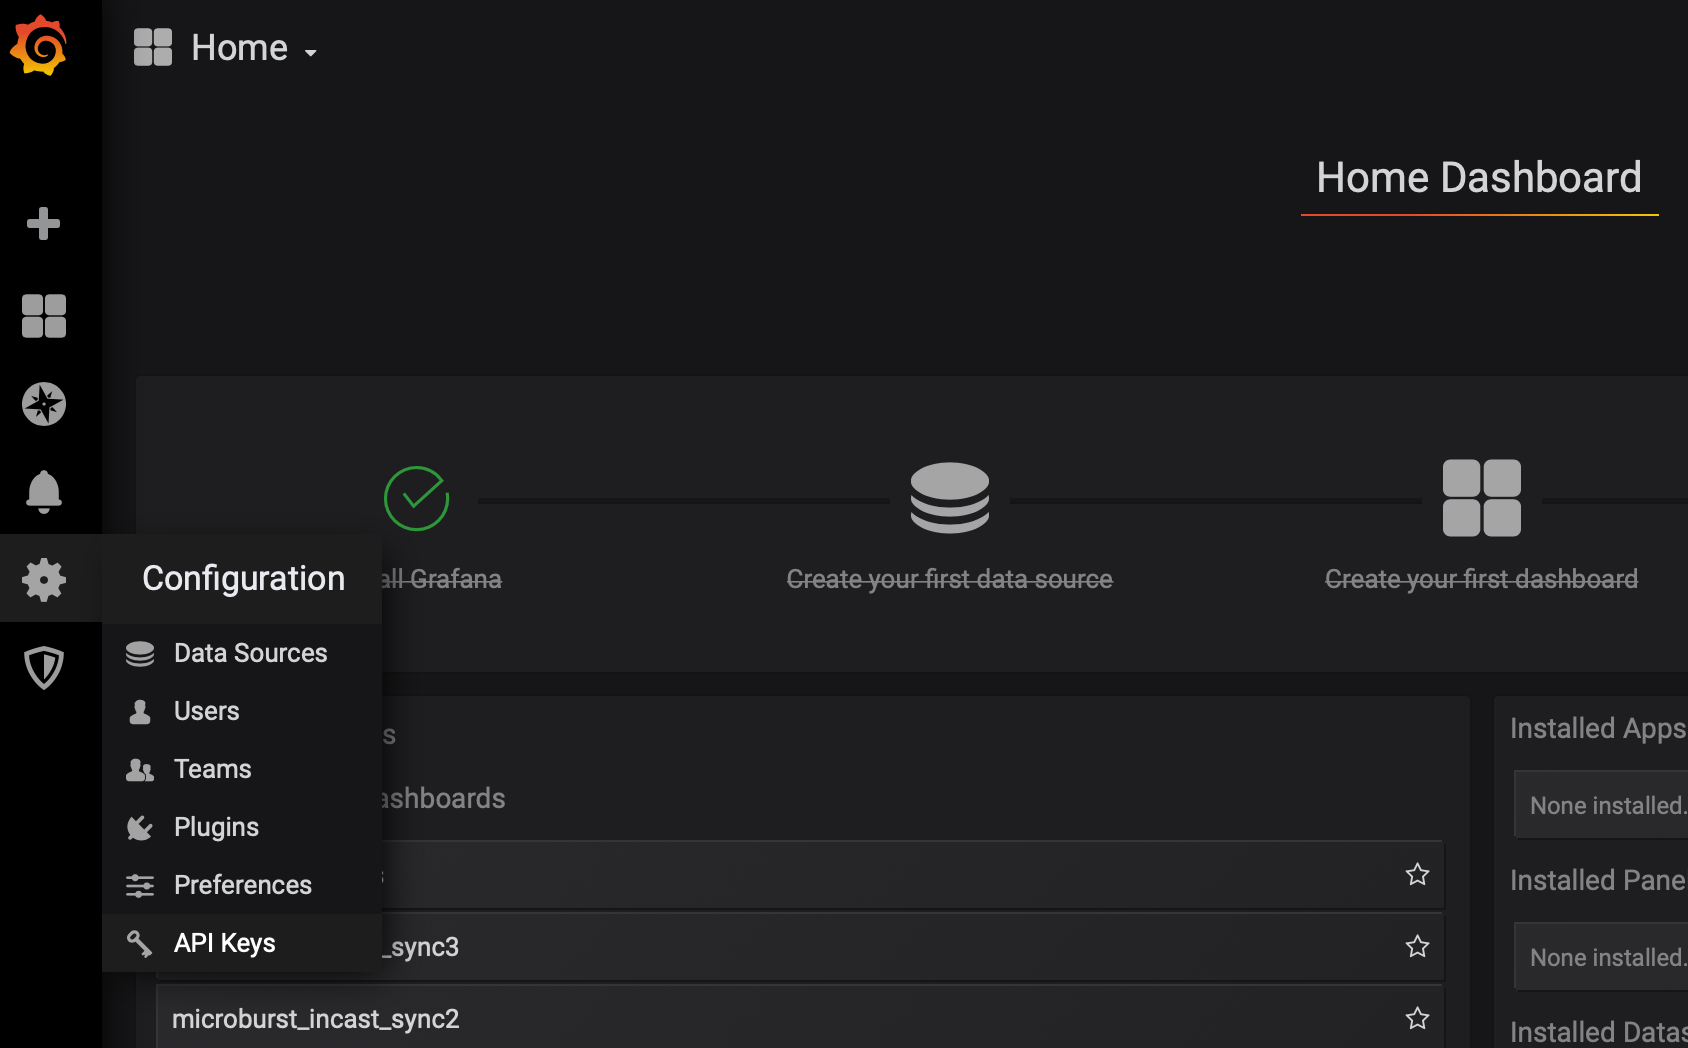 Home
Home Dashboard
Configuration
all Grafana
Create your first data source
Create your first dashboard
Data Sources
Users
Teams
Plugins
Preferences
API Keys
s
ashboards
_sync3
microburst_incast_sync2
Installed Apps
None installed.
Installed Pane
None installed.
Installed Datas